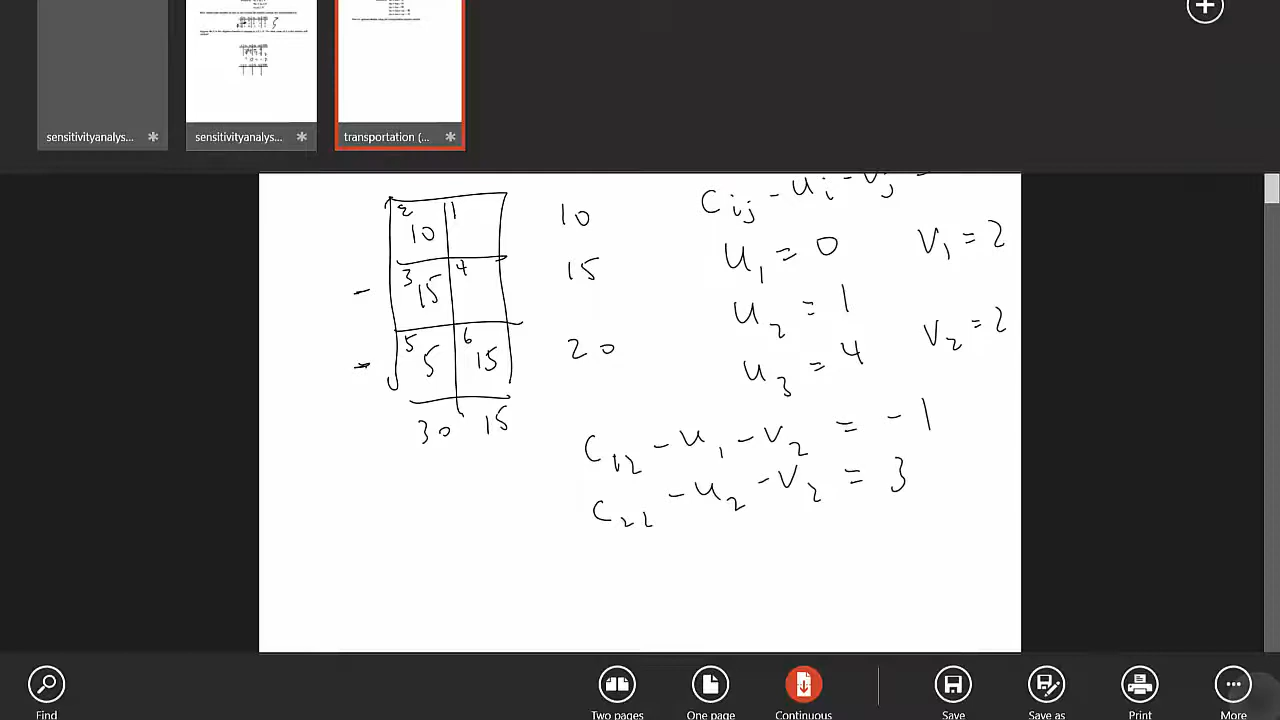 sensitivityanalys...
sensitivityanalys...
transportation (...
2 1
10
10
3 4
15
15
5 6
5 15
20
30 15
Cij - ui - vj =
u1 = 0 v1 = 2
u2 = 1
v2 = 2
u3 = 4
C12 - u1 - v2 = -1
C22 - u2 - v2 = 3
Find
Two pages
One page
Continuous
Save
Save as
Print
More